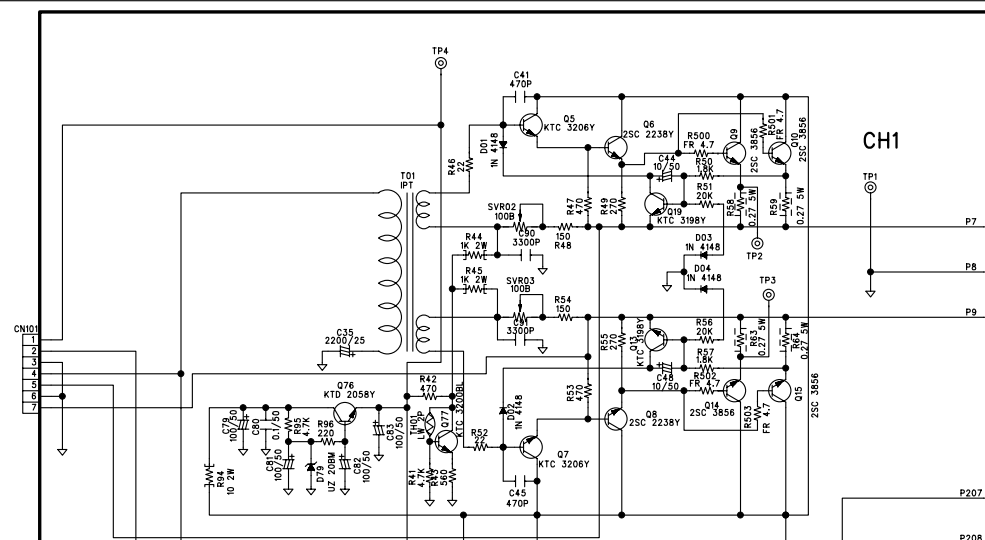 TP4
C41
470P
Q5
KTC 3206Y
Q6
2SC 2238Y
D01
1N 4148
R46
22
C44
10/50
R500
FR 4.7
R50
1.8K
R51
20K
Q9
2SC 3856
R501
FR 4.7
Q10
2SC 3856
CH1
T01
IPT
SVR02
100B
R47
470
R49
270
Q19
KTC 3198Y
R58
0.27 5W
R59
0.27 5W
TP1
R44
1K 2W
C90
3300P
150
R48
D03
1N 4148
TP2
P7
R45
1K 2W
SVR03
100B
D04
1N 4148
TP3
P8
R54
150
C91
3300P
R55
270
Q13
KTC 3198Y
R56
20K
R57
1.8K
R63
0.27 5W
R64
0.27 5W
P9
CN101
1
2
3
4
5
6
7
C35
2200/25
C48
10/50
R502
FR 4.7
Q14
2SC 3856
R503
FR 4.7
Q15
2SC 3856
Q76
KTD 2058Y
R42
470
TH01
LW 2P
Q77
KTC 3200BL
R53
470
D02
1N 4148
Q8
2SC 2238Y
C79
100/50
C80
0.1/50
R95
4.7K
R96
220
C83
100/50
R52
22
Q7
KTC 3206Y
R94
10 2W
C81
100/50
D79
UZ 20BM
C82
100/50
R41
4.7K
R43
560
C45
470P
P207
P208